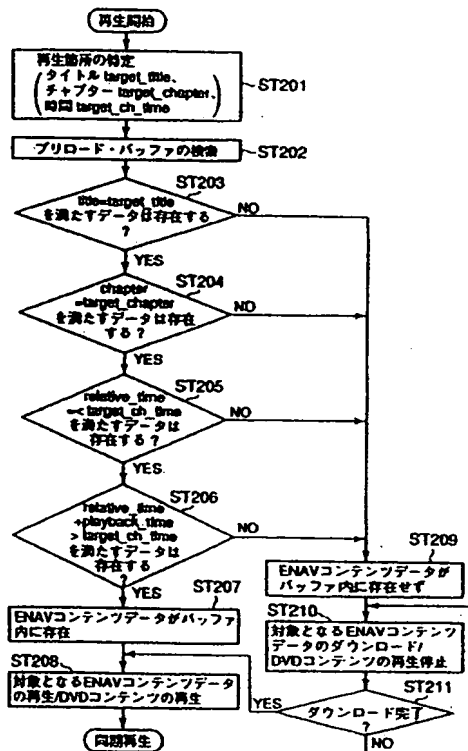 再生開始
再生箇所の特定
タイトル target_title、
チャプター target_chapter、
時間 target_ch_time
ST201
プリロード・バッファの検索
ST202
ST203
title=target_title
を満たすデータは存在する
?
NO
YES
ST204
chapter
=target_chapter
を満たすデータは存在
する?
NO
YES
ST205
relative_time
=< target_ch_time
を満たすデータは
存在する?
NO
YES
ST206
relative_time
+playback_time
> target_ch_time
を満たすデータは
存在する
?
NO
YES
ST207
ENAVコンテンツデータがバッファ
内に存在
ST208
対象となるENAVコンテンツデータ
の再生/DVDコンテンツの再生
同期再生
ST209
ENAVコンテンツデータが
バッファ内に存在せず
ST210
対象となるENAVコンテンツ
データのダウンロード/
DVDコンテンツの再生停止
ST211
ダウンロード完了
?
YES
NO